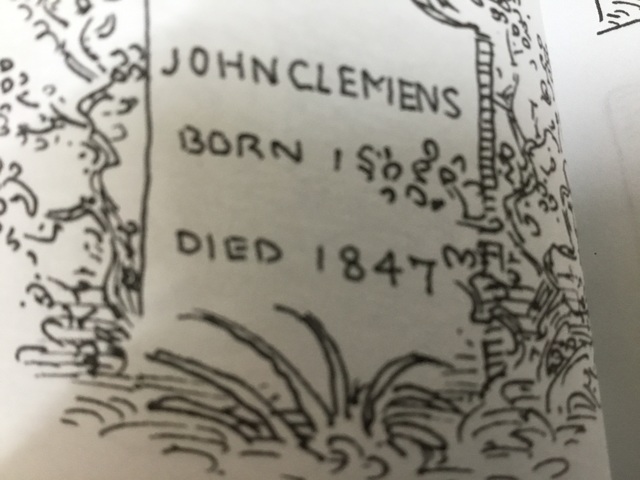 JOHN CLEMENS
BORN
DIED 1847